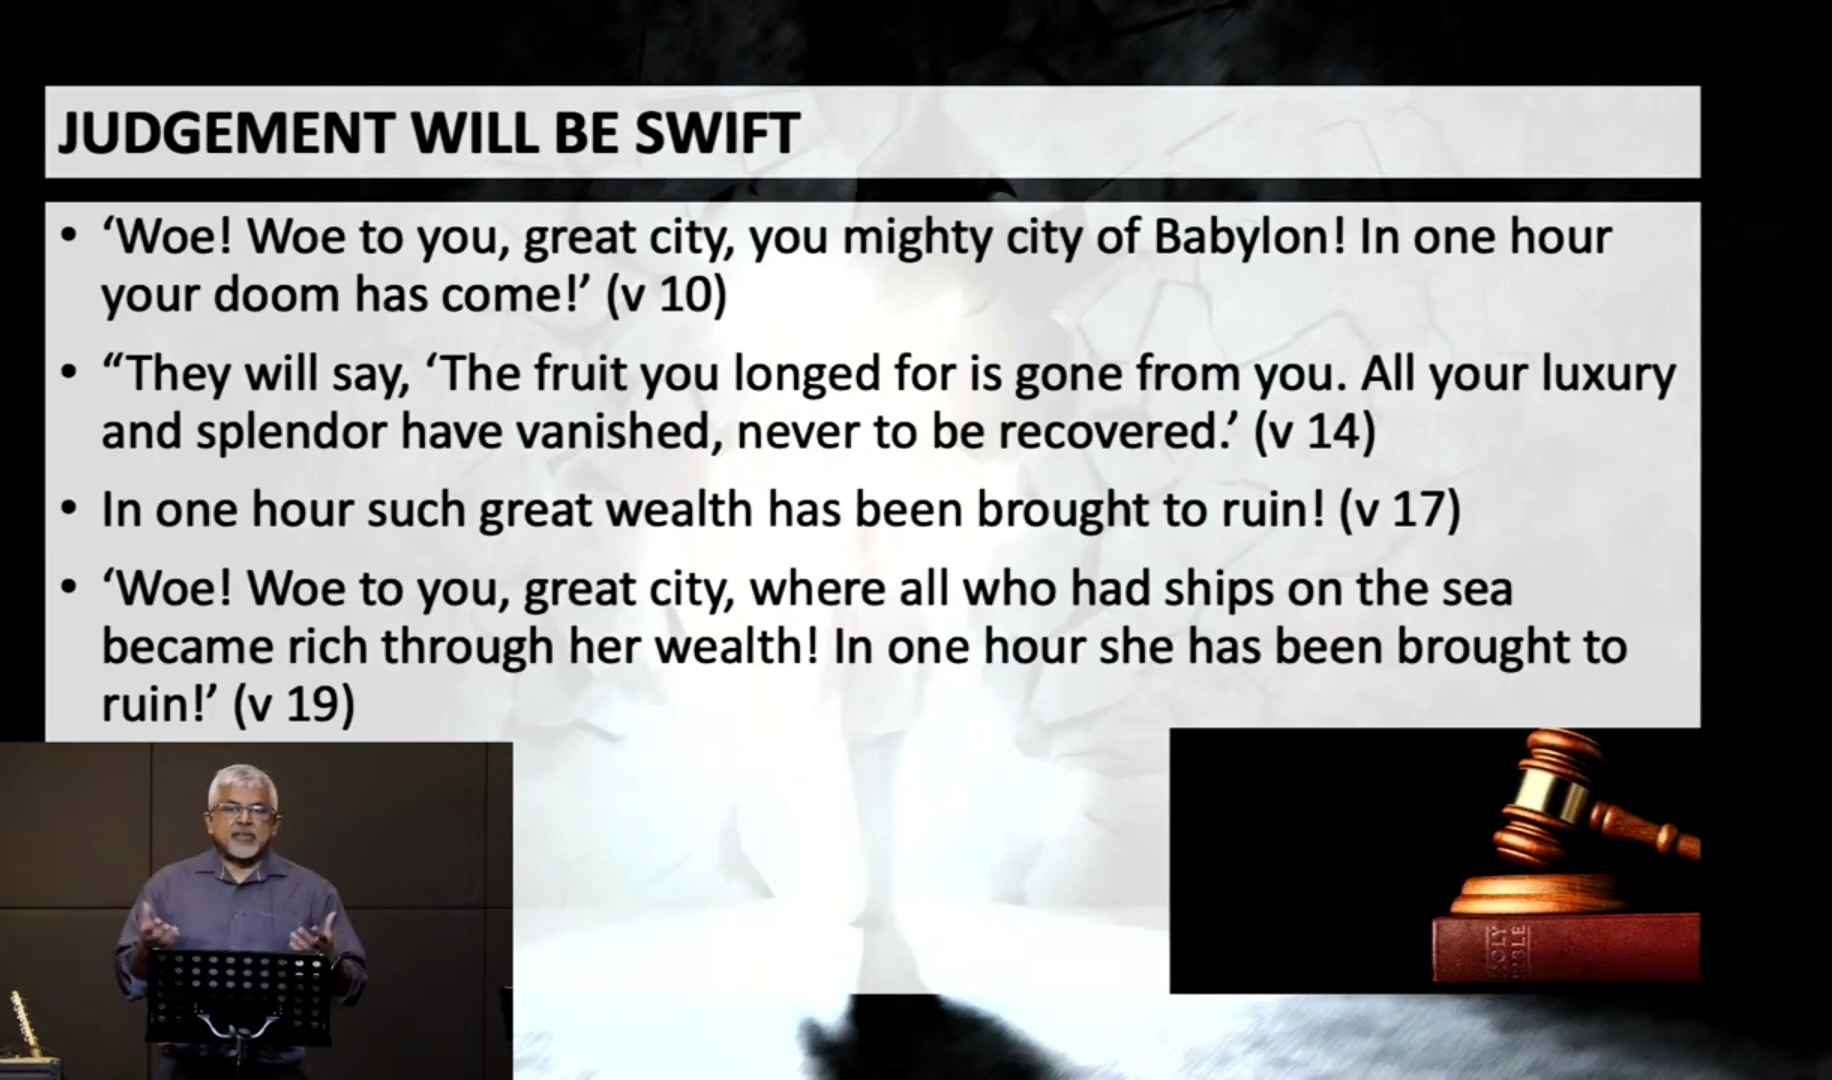 JUDGEMENT WILL BE SWIFT
• ‘Woe! Woe to you, great city, you mighty city of Babylon! In one hour
your doom has come!’ (v 10)
• “They will say, ‘The fruit you longed for is gone from you. All your luxury
and splendor have vanished, never to be recovered.’ (v 14)
• In one hour such great wealth has been brought to ruin! (v 17)
• ‘Woe! Woe to you, great city, where all who had ships on the sea
became rich through her wealth! In one hour she has been brought to
ruin!’ (v 19)
HOLY
BIBLE